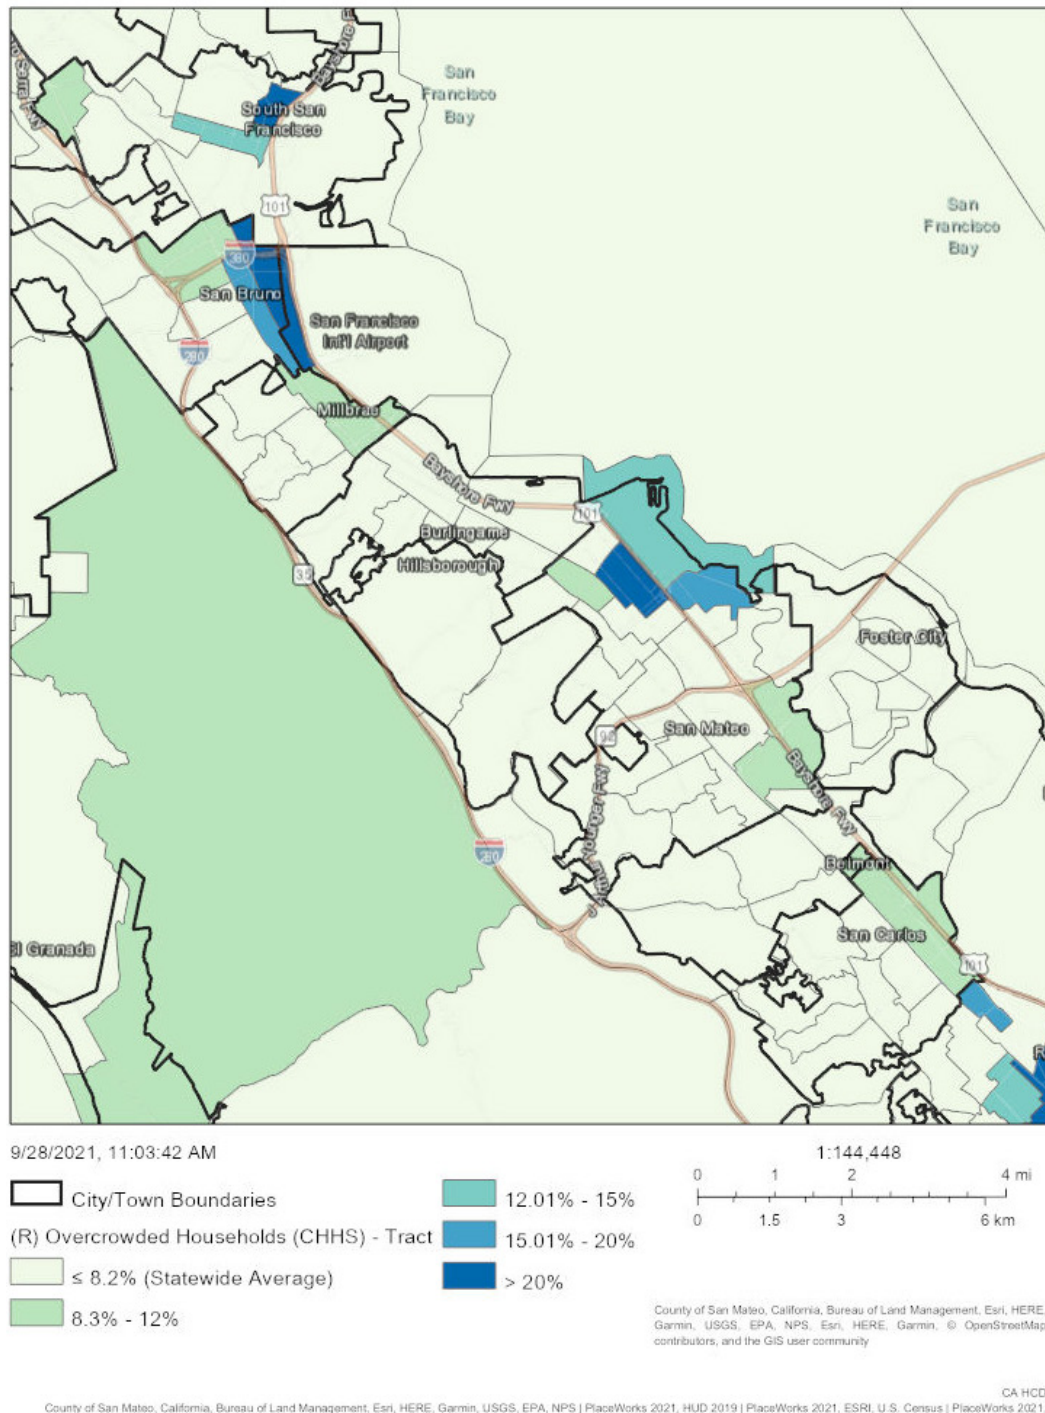 Bayshore F
San
Francisco
Bay
South San
Francisco
101
San
Francisco
Bay
380
San Bruno
San Francisco
Int'l Airport
280
Millbrae
Bayshore Fwy
101
Burlingame
Hillsborough
35
Foster City
San Mateo
92
Bayshore Fwy
J Arthur Younger Fwy
280
Belmont
San Carlos
El Granada
101
R
9/28/2021, 11:03:42 AM
1:144,448
0 1 2 4 mi
0 1.5 3 6 km
City/Town Boundaries
(R) Overcrowded Households (CHHS) - Tract
≤ 8.2% (Statewide Average)
8.3% - 12%
12.01% - 15%
15.01% - 20%
> 20%
County of San Mateo, California, Bureau of Land Management, Esri, HERE,
Garmin, USGS, EPA, NPS, Esri, HERE, Garmin, © OpenStreetMap
contributors, and the GIS user community
CA HCD
County of San Mateo, California, Bureau of Land Management, Esri, HERE, Garmin, USGS, EPA, NPS | PlaceWorks 2021, HUD 2019 | PlaceWorks 2021, ESRI, U.S. Census | PlaceWorks 2021,